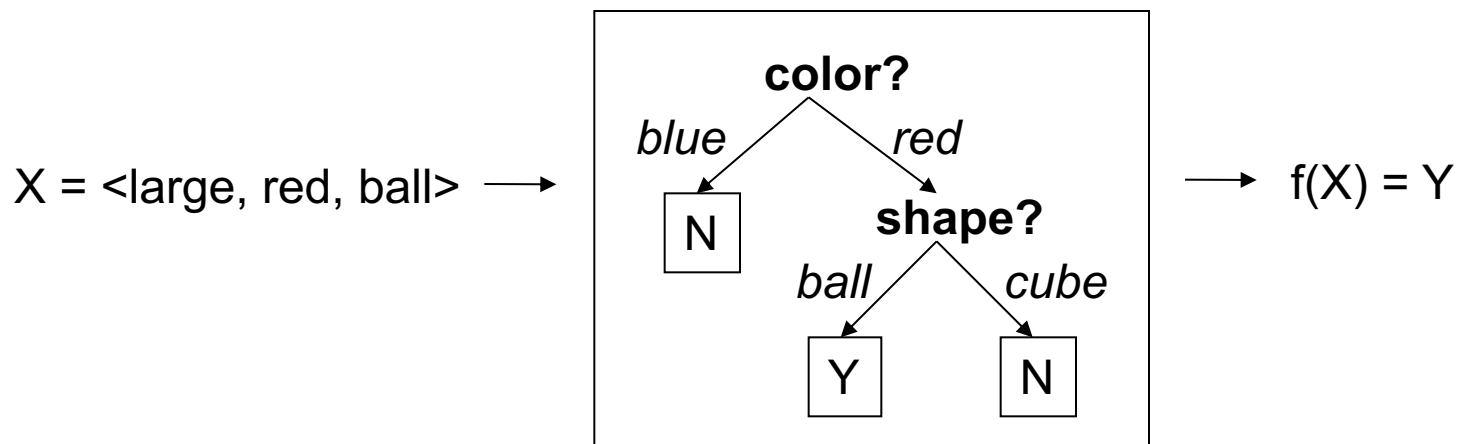 X = <large, red, ball>
color?
blue
red
N
shape?
ball
cube
Y
N
f(X) = Y